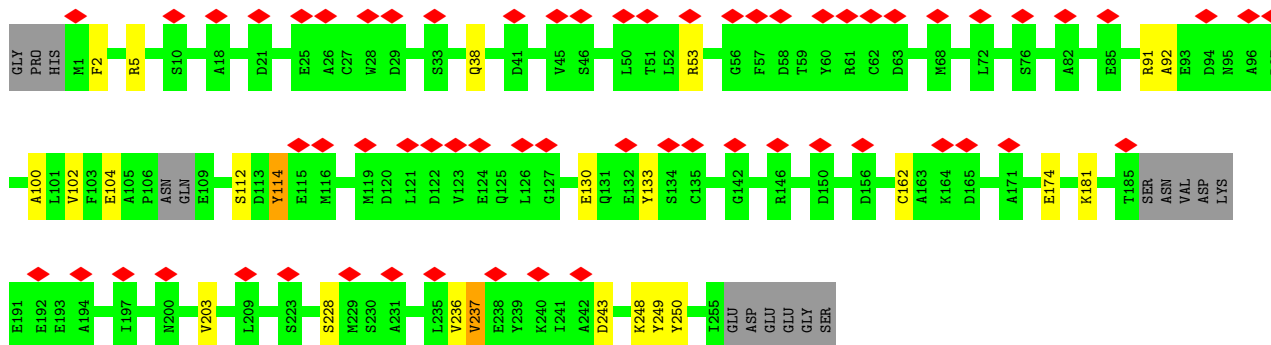 GLY PRO HIS M1 F2 R5 S10 A18 D21 E25 A26 C27 W28 D29 S33 Q38 D41 V45 S46 L50 T51 L52 R53 G56 F57 D58 T59 Y60 R61 C62 D63 M68 L72 S76 A82 E85 R91 A92 E93 D94 N95 A96
A100 L101 V102 F103 E104 A105 P106 ASN GLN E109 S112 D113 Y114 E115 M116 M119 D120 L121 D122 V123 E124 Q125 L126 G127 E130 Q131 E132 Y133 S134 C135 G142 R146 D150 D156 C162 A163 K164 D165 A171 E174 K181 T185 SER ASN VAL ASP LYS
E191 E192 E193 A194 I197 N200 V203 L209 S223 S228 M229 S230 A231 L235 V236 V237 E238 Y239 K240 I241 A242 D243 K248 Y249 Y250 I255 GLU ASP GLU GLU GLY SER